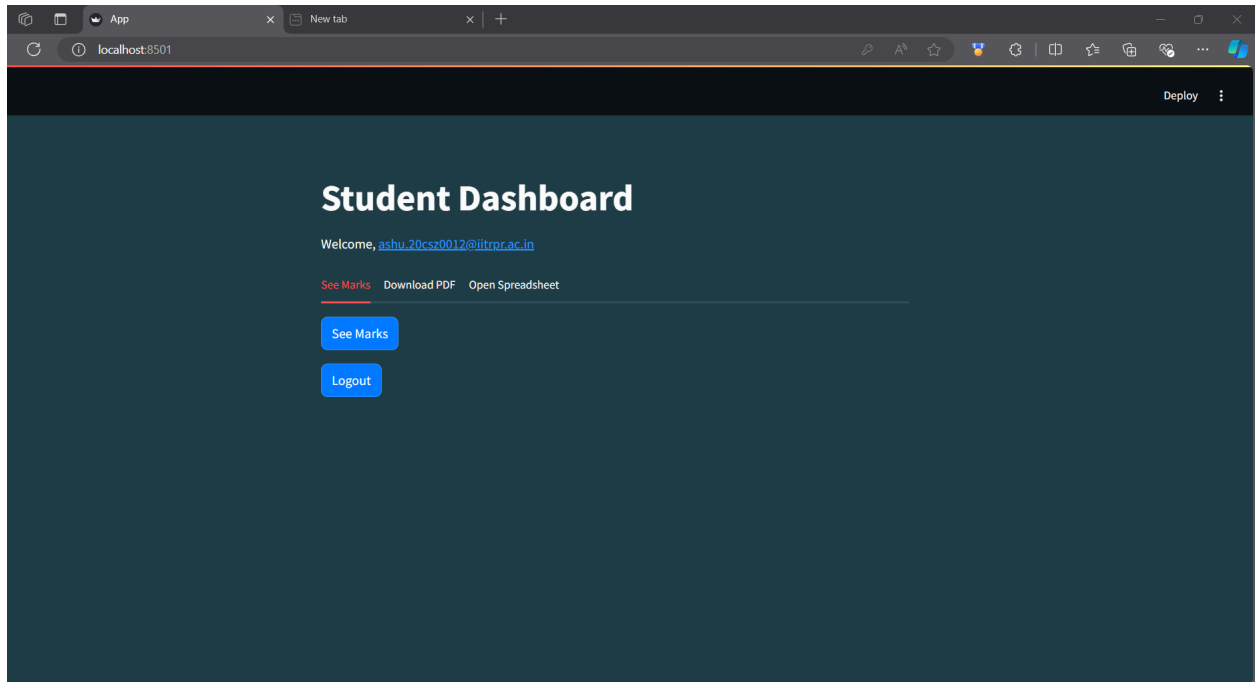 App New tab
localhost:8501
Deploy
Student Dashboard
Welcome, ashu.20csz0012@iitrpr.ac.in
See Marks Download PDF Open Spreadsheet
See Marks
Logout